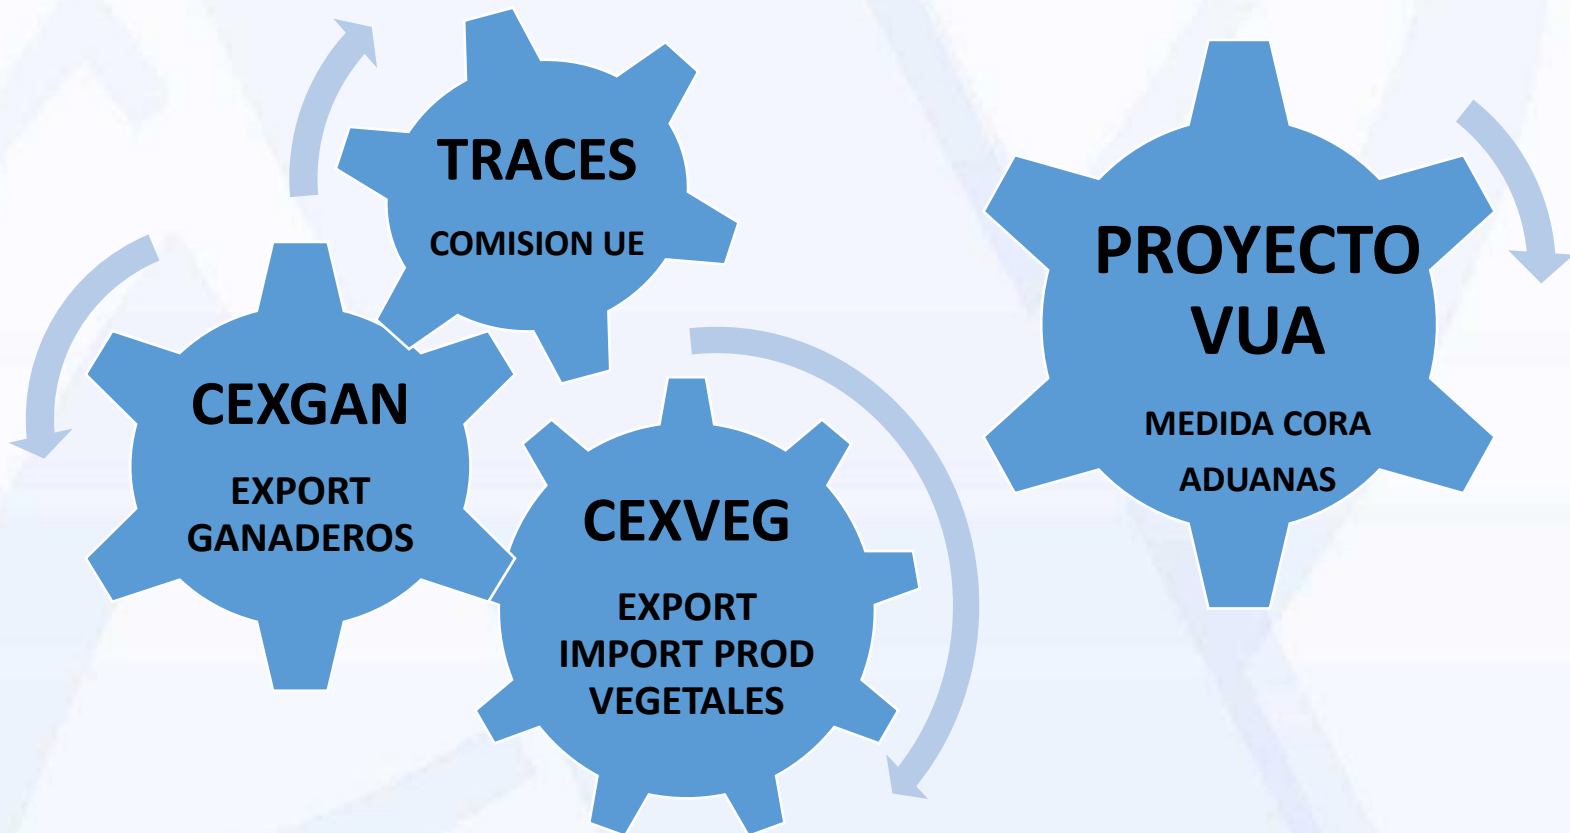 TRACES
COMISION UE
CEXGAN
EXPORT
GANADEROS
CEXVEG
EXPORT
IMPORT PROD
VEGETALES
PROYECTO
VUA
MEDIDA CORA
ADUANAS